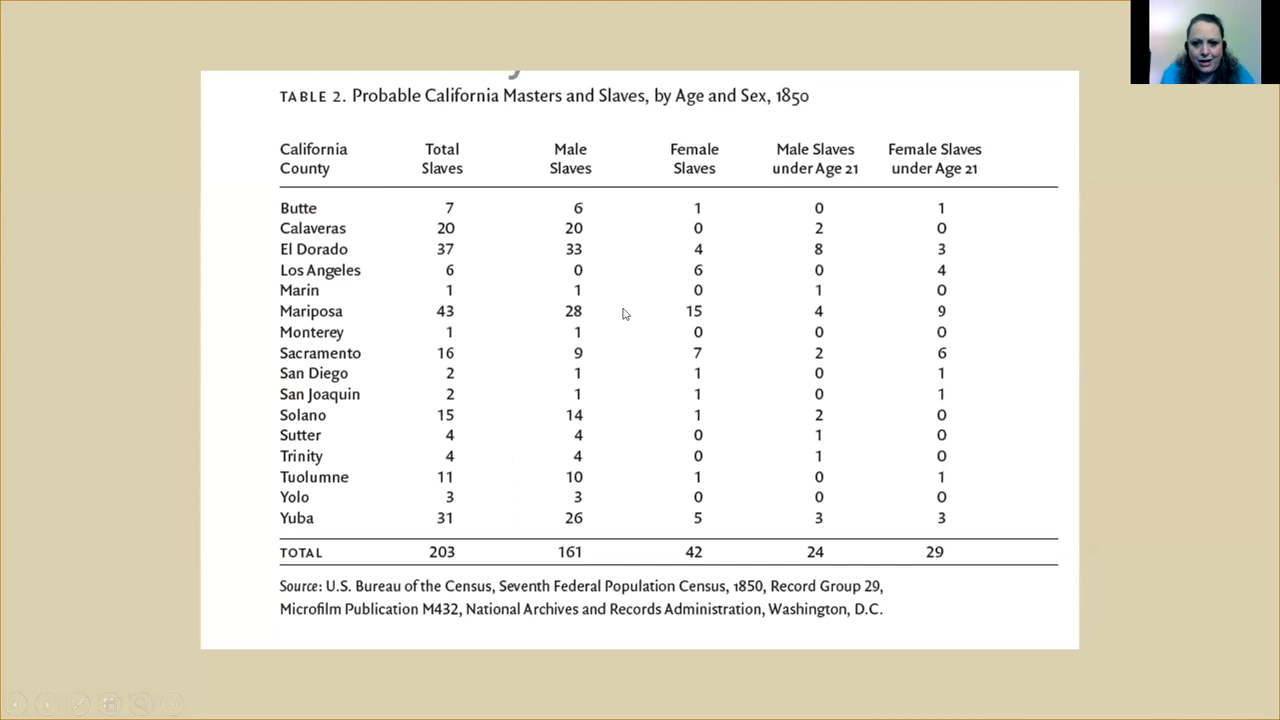 TABLE 2. Probable California Masters and Slaves, by Age and Sex, 1850
California County Total Slaves Male Slaves Female Slaves Male Slaves under Age 21 Female Slaves under Age 21
Butte 7 6 1 0 1
Calaveras 20 20 0 2 0
El Dorado 37 33 4 8 3
Los Angeles 6 0 6 0 4
Marin 1 1 0 1 0
Mariposa 43 28 15 4 9
Monterey 1 1 0 0 0
Sacramento 16 9 7 2 6
San Diego 2 1 1 0 1
San Joaquin 2 1 1 0 1
Solano 15 14 1 2 0
Sutter 4 4 0 1 0
Trinity 4 4 0 1 0
Tuolumne 11 10 1 0 1
Yolo 3 3 0 0 0
Yuba 31 26 5 3 3
TOTAL 203 161 42 24 29
Source: U.S. Bureau of the Census, Seventh Federal Population Census, 1850, Record Group 29,
Microfilm Publication M432, National Archives and Records Administration, Washington, D.C.